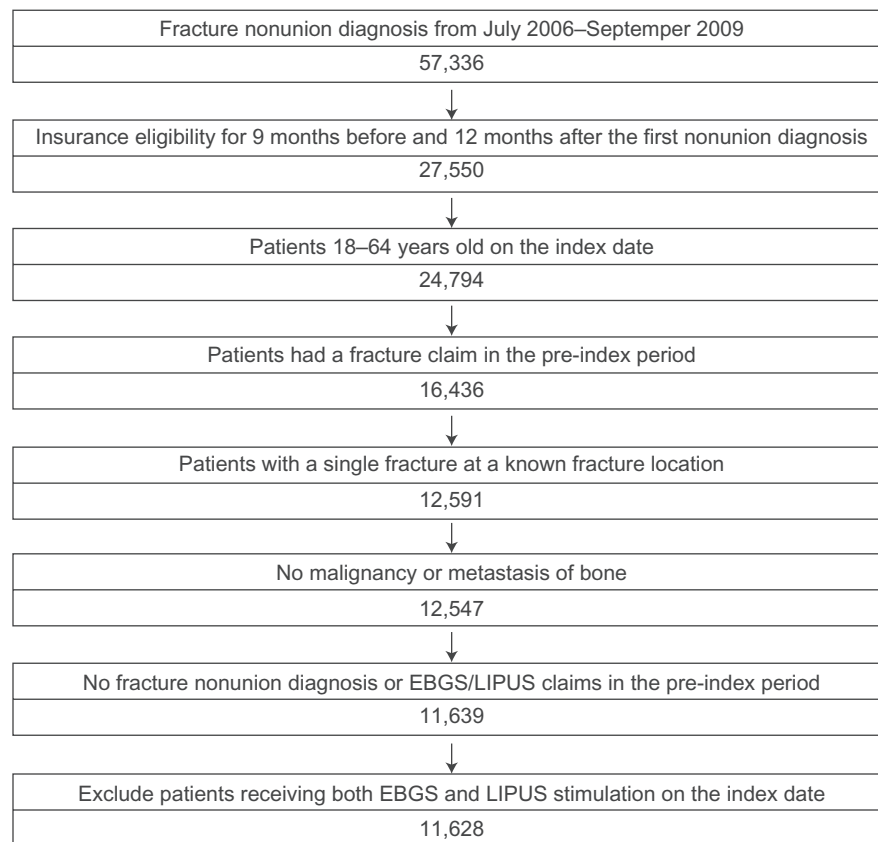 Fracture nonunion diagnosis from July 2006–Septemper 2009
57,336
Insurance eligibility for 9 months before and 12 months after the first nonunion diagnosis
27,550
Patients 18–64 years old on the index date
24,794
Patients had a fracture claim in the pre-index period
16,436
Patients with a single fracture at a known fracture location
12,591
No malignancy or metastasis of bone
12,547
No fracture nonunion diagnosis or EBGS/LIPUS claims in the pre-index period
11,639
Exclude patients receiving both EBGS and LIPUS stimulation on the index date
11,628